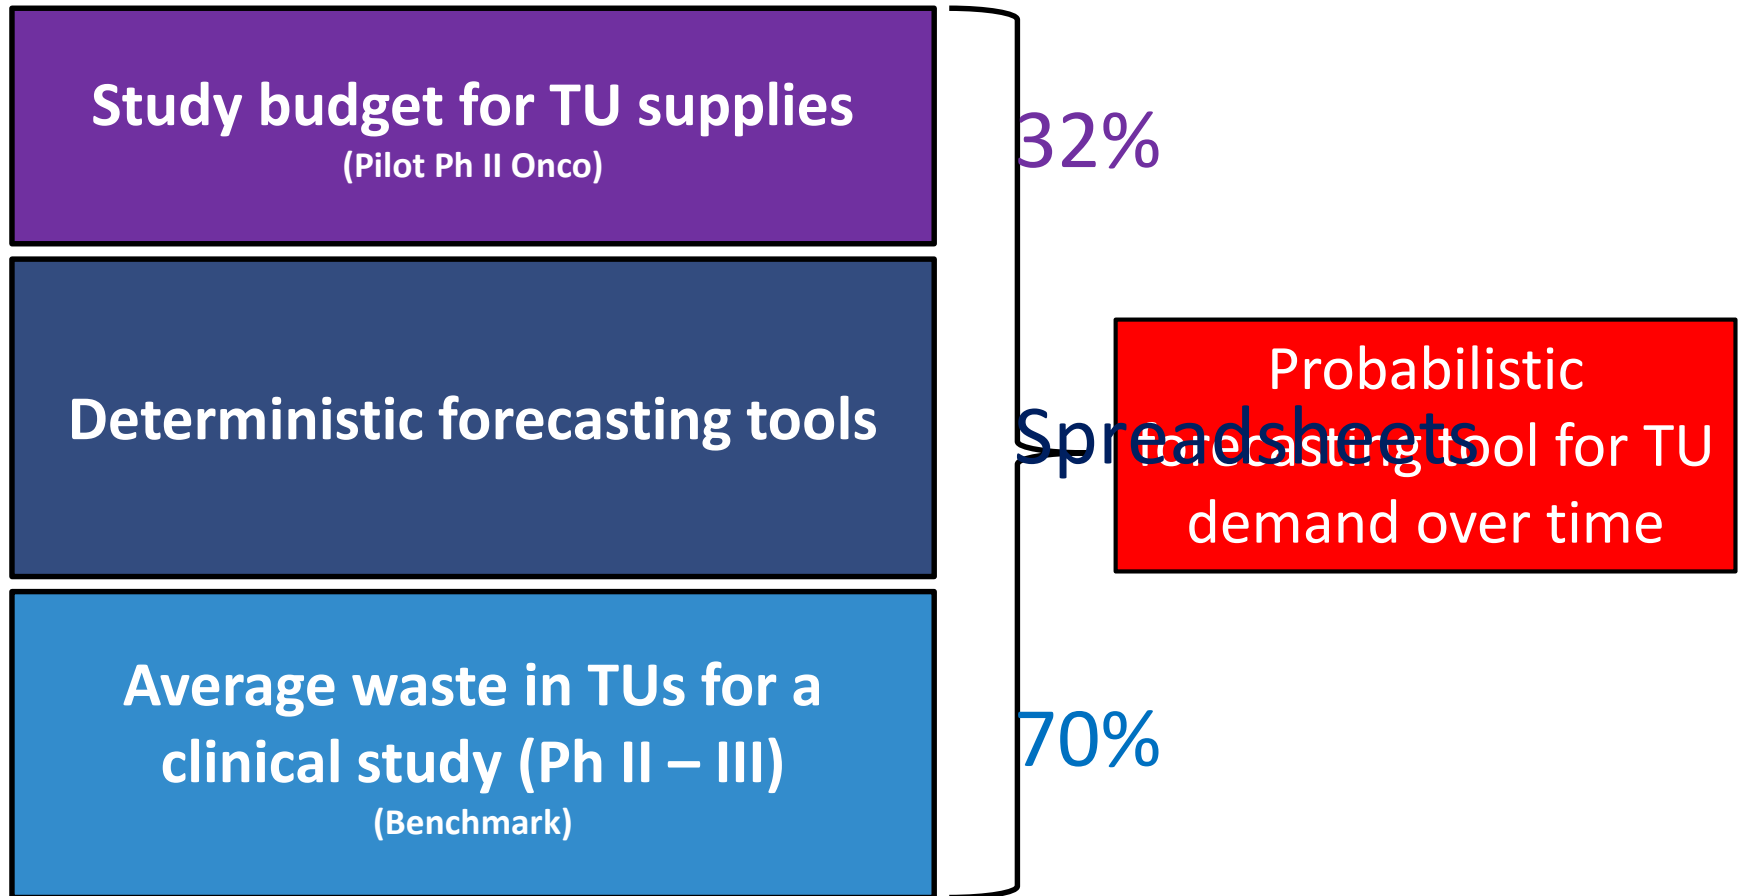 Study budget for TU supplies
(Pilot Ph II Onco)
32%
Deterministic forecasting tools
Spreadsheets
Probabilistic
forecasting tool for TU
demand over time
Average waste in TUs for a
clinical study (Ph II – III)
(Benchmark)
70%